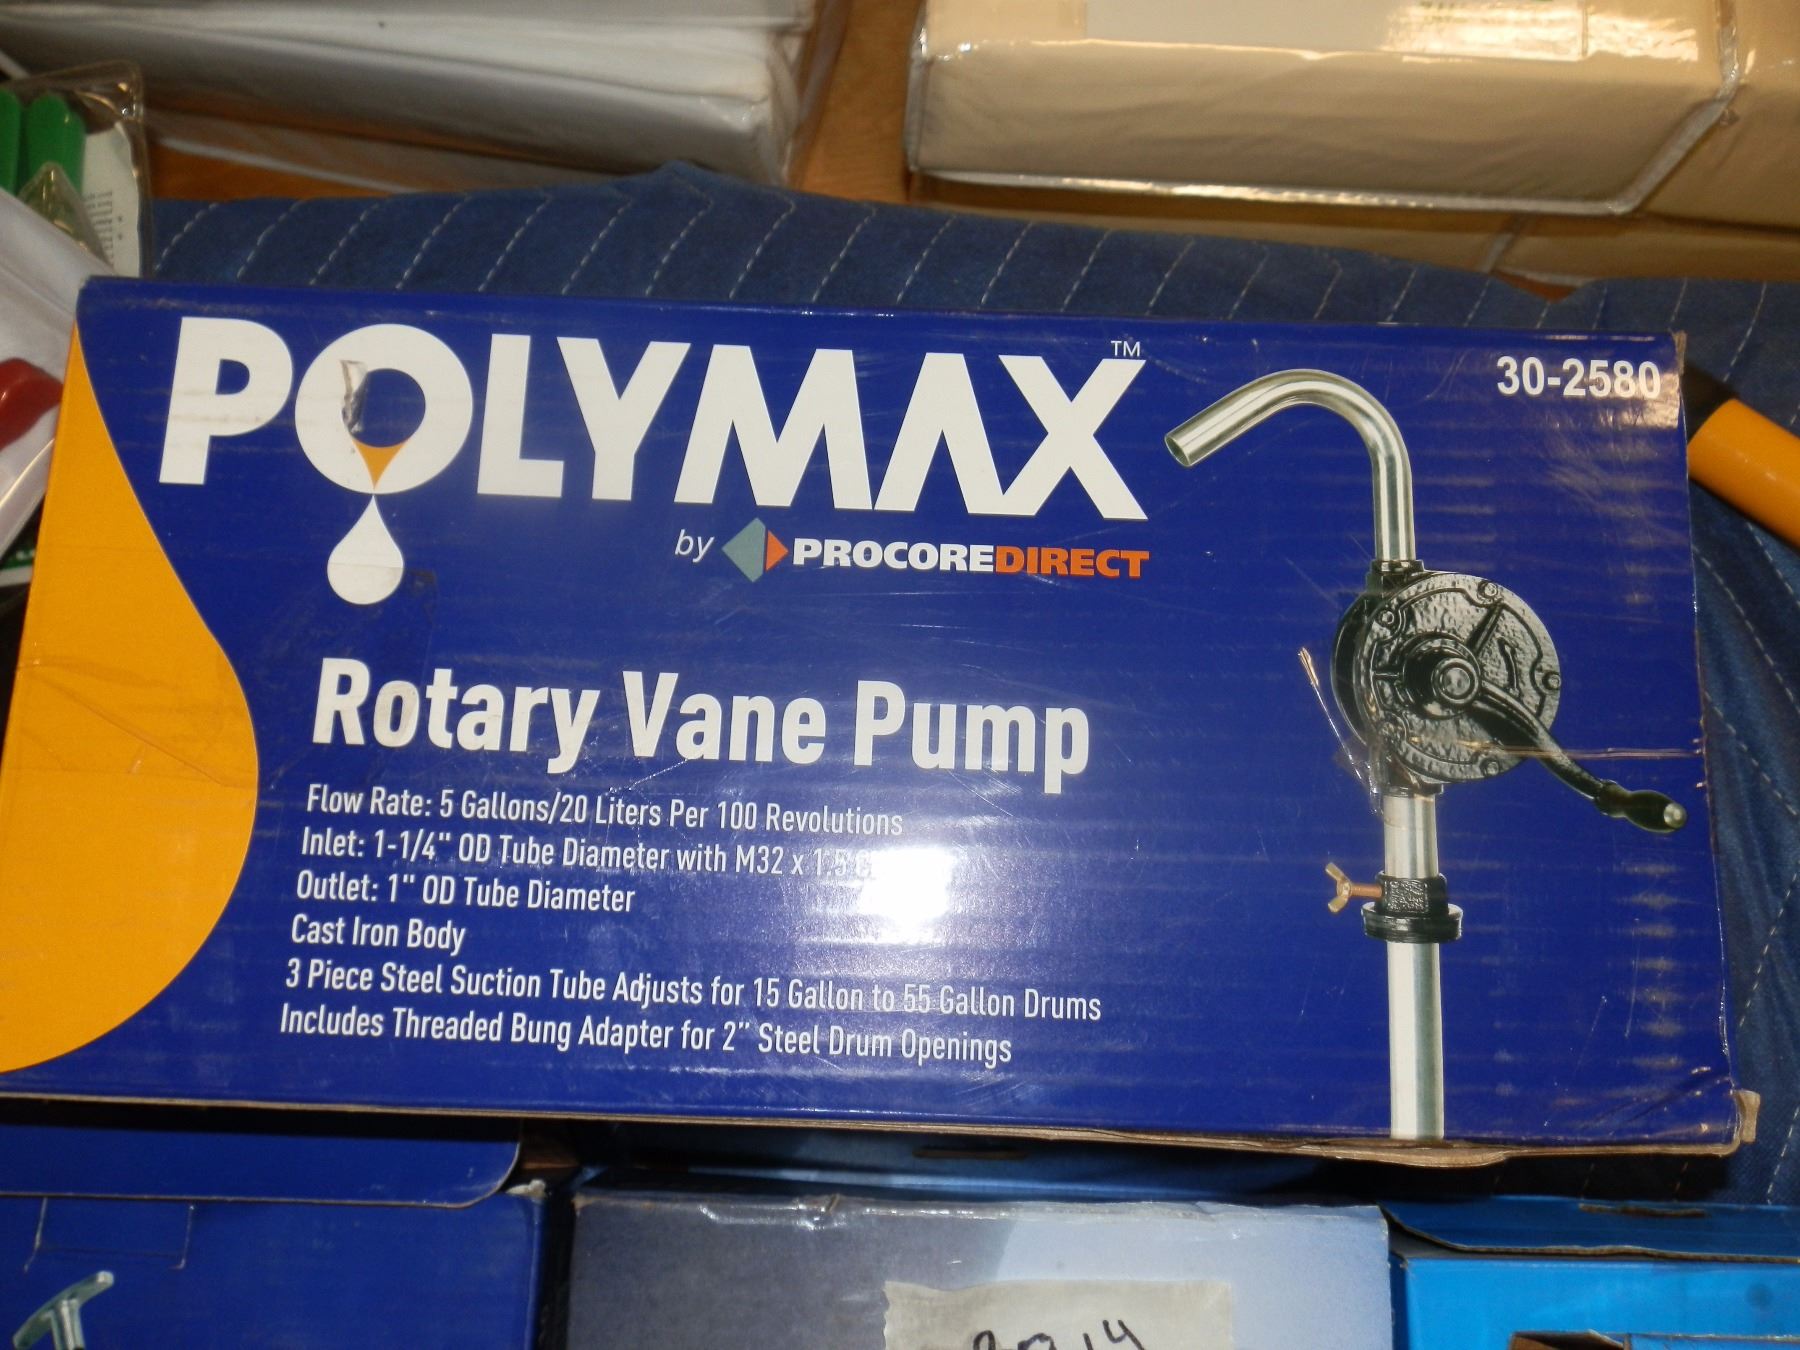 POLYMAX™
30-2580
by PROCOREDIRECT
Rotary Vane Pump
Flow Rate: 5 Gallons/20 Liters Per 100 Revolutions
Inlet: 1-1/4" OD Tube Diameter with M32 x 1.5
Outlet: 1" OD Tube Diameter
Cast Iron Body
3 Piece Steel Suction Tube Adjusts for 15 Gallon to 55 Gallon Drums
Includes Threaded Bung Adapter for 2" Steel Drum Openings